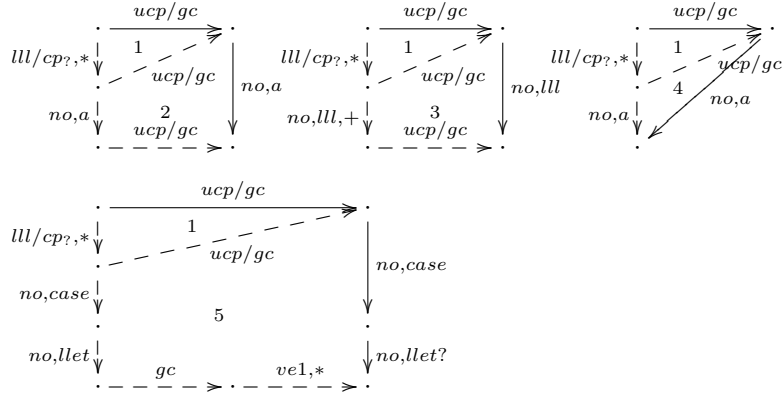 ucp/gc ucp/gc ucp/gc
lll/cp?,* 1 lll/cp?,* 1 lll/cp?,* 1
ucp/gc ucp/gc ucp/gc
no,a no,lll 4 no,a
no,a 2 no,lll,+ 3 no,a
ucp/gc ucp/gc
ucp/gc
lll/cp?,* 1
ucp/gc
no,case
no,case
5
no,llet no,llet?
gc ve1,*